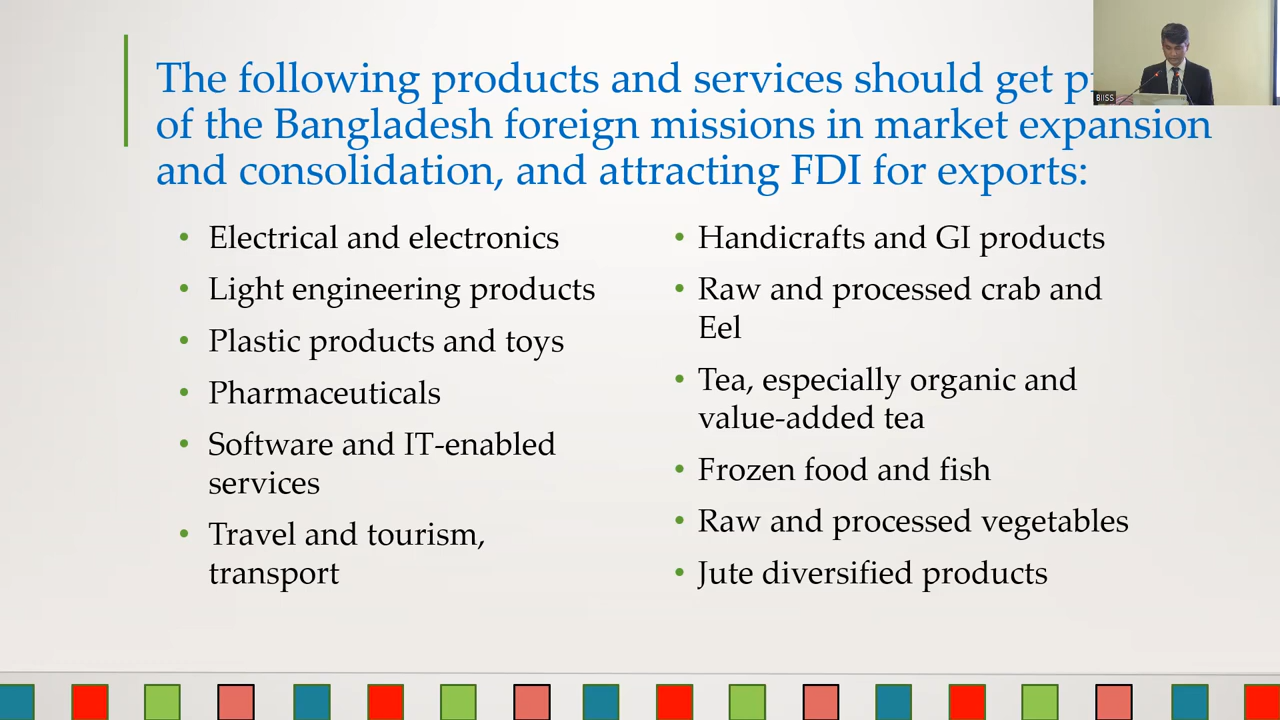 The following products and services should get
of the Bangladesh foreign missions in market expansion
and consolidation, and attracting FDI for exports:
• Electrical and electronics
• Light engineering products
• Plastic products and toys
• Pharmaceuticals
• Software and IT-enabled
services
• Travel and tourism,
transport
• Handicrafts and GI products
• Raw and processed crab and
Eel
• Tea, especially organic and
value-added tea
• Frozen food and fish
• Raw and processed vegetables
• Jute diversified products
BIISS